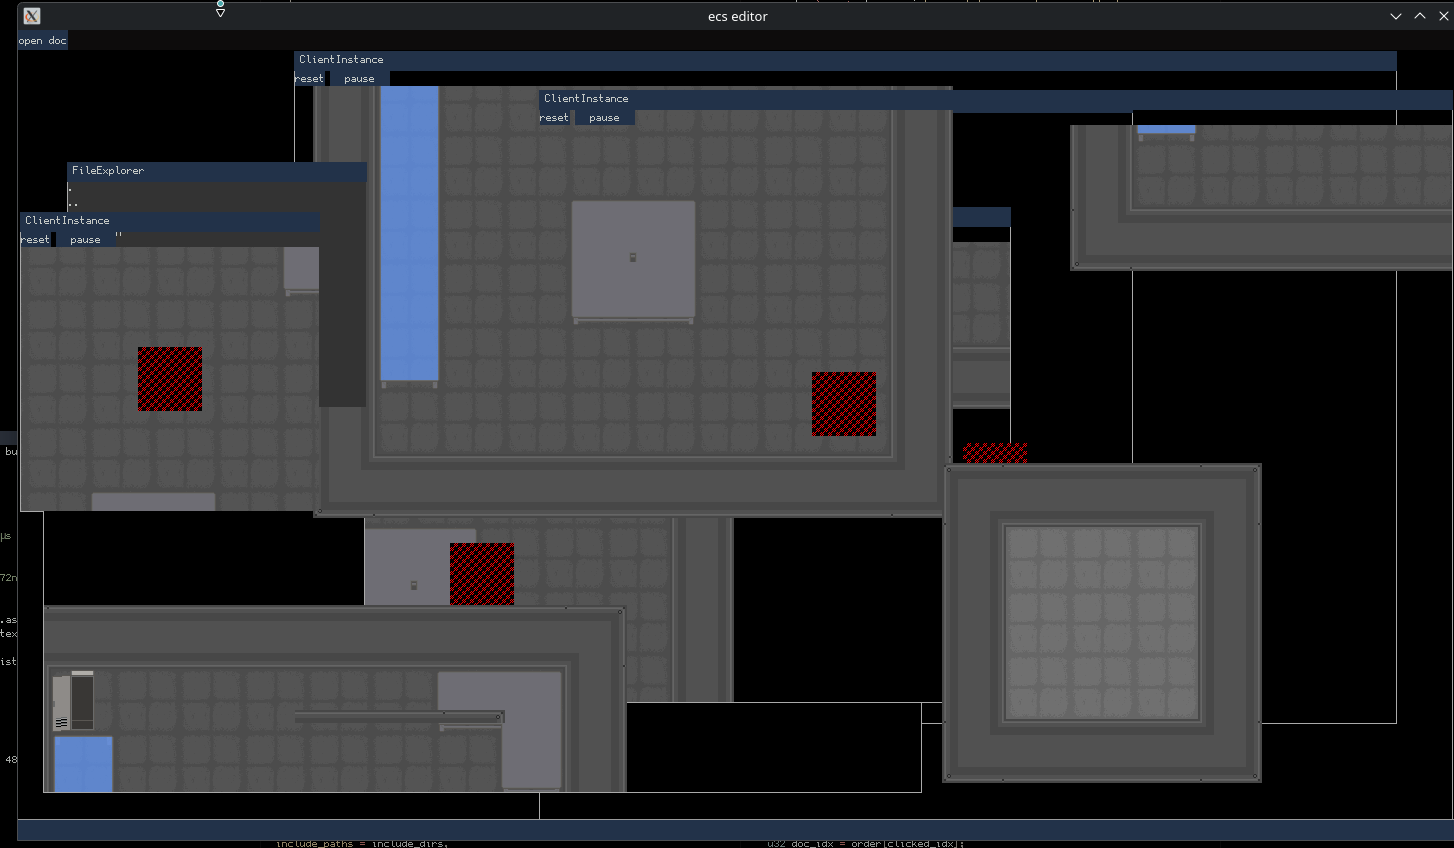 ecs editor
open doc
ClientInstance
reset pause
ClientInstance
reset pause
FileExplorer
.
..
ClientInstance
reset pause
bu
µs
72n
.as
tex
ist
48
include_paths = include_dirs,
u32 doc_idx = order[clicked_idx];